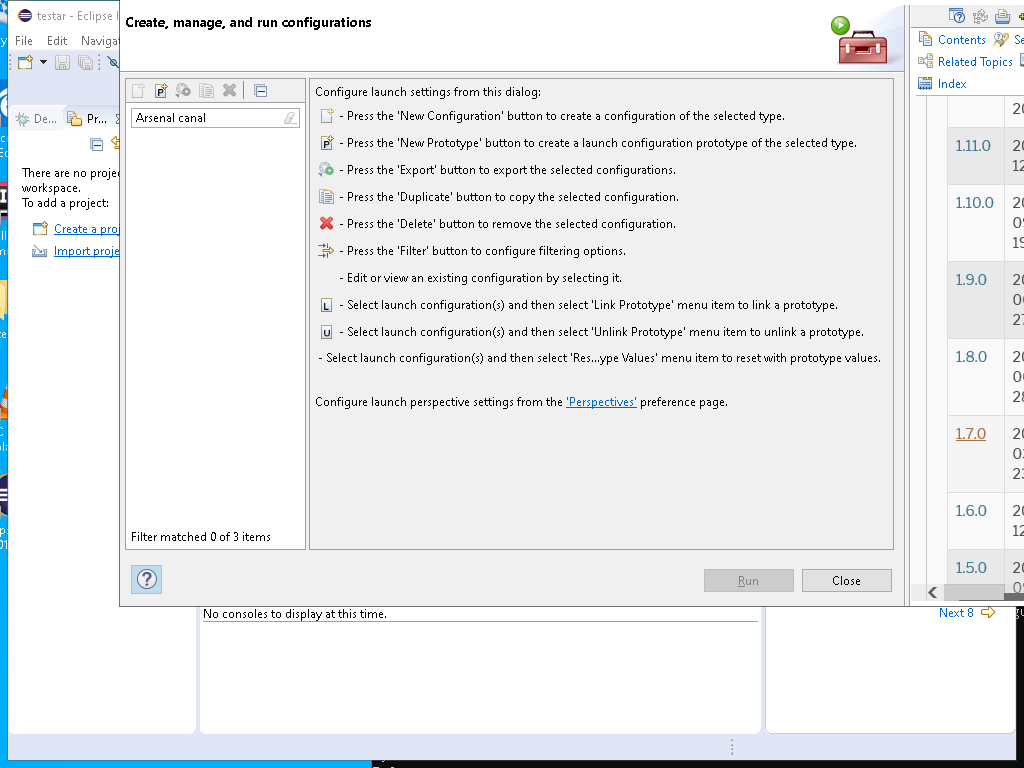 testar - Eclipse I
File Edit Naviga
De...
Pr...
There are no proje
workspace.
To add a project:
Create a proj
Import proje
Create, manage, and run configurations
Arsenal canal
Filter matched 0 of 3 items
Configure launch settings from this dialog:
- Press the 'New Configuration' button to create a configuration of the selected type.
P - Press the 'New Prototype' button to create a launch configuration prototype of the selected type.
- Press the 'Export' button to export the selected configurations.
- Press the 'Duplicate' button to copy the selected configuration.
- Press the 'Delete' button to remove the selected configuration.
- Press the 'Filter' button to configure filtering options.
- Edit or view an existing configuration by selecting it.
L - Select launch configuration(s) and then select 'Link Prototype' menu item to link a prototype.
U - Select launch configuration(s) and then select 'Unlink Prototype' menu item to unlink a prototype.
- Select launch configuration(s) and then select 'Res...ype Values' menu item to reset with prototype values.
Configure launch perspective settings from the 'Perspectives' preference page.
?
Run
Close
No consoles to display at this time.
Contents Se
Related Topics
Index
20
1.11.0 20
12
1.10.0 20
09
19
1.9.0 20
06
27
1.8.0 20
06
28
1.7.0 20
03
23
1.6.0 20
12
1.5.0 20
09
Next 8